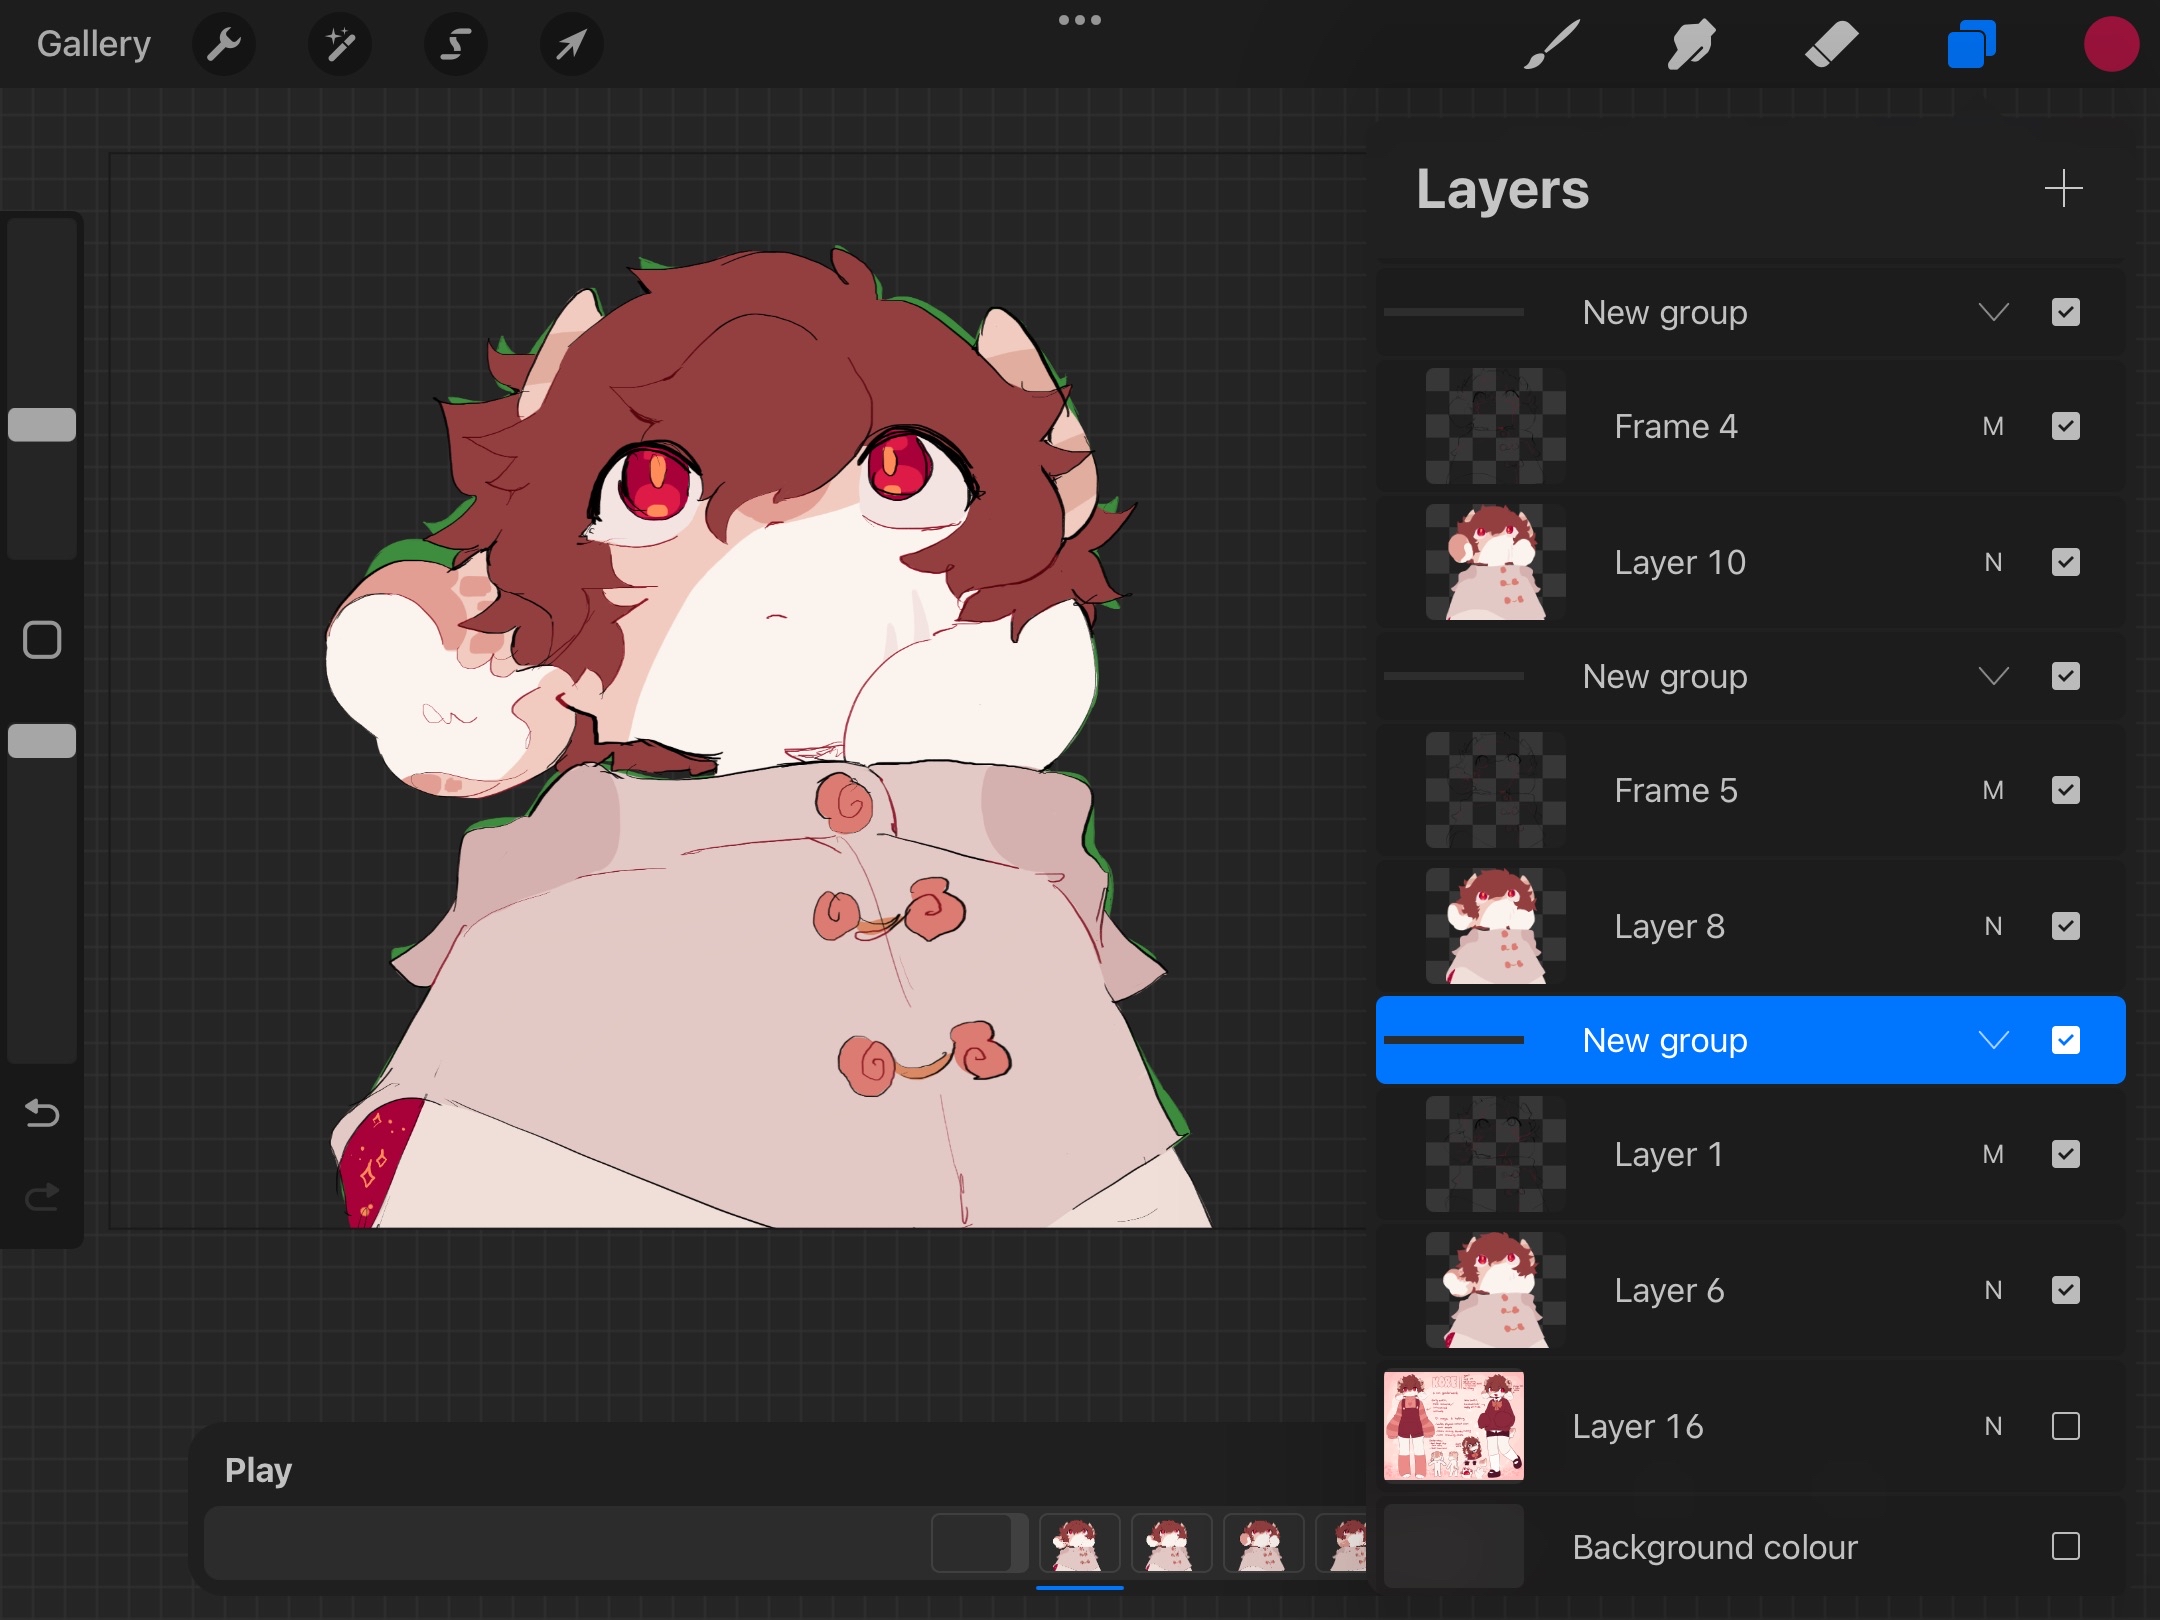 Gallery
Layers
New group
Frame 4 M
Layer 10 N
New group
Frame 5 M
Layer 8 N
New group
Layer 1 M
Layer 6 N
Layer 16 N
Background colour
Play